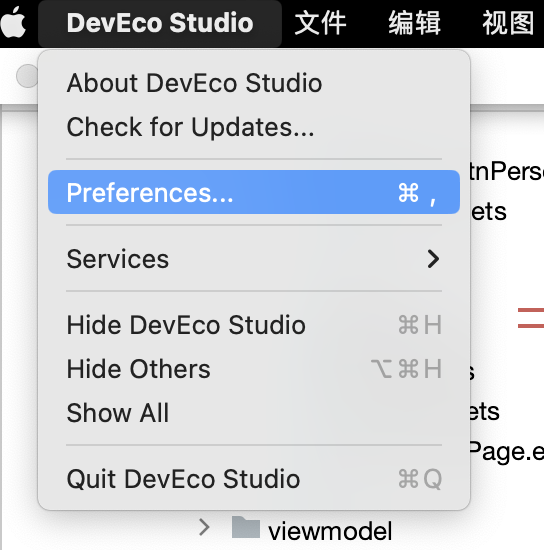 DevEco Studio 文件 编辑 视图
About DevEco Studio
Check for Updates...
Preferences... ⌘ ,
tnPers
ets
Services
Hide DevEco Studio ⌘H
Hide Others ⌥⌘H
s
Show All
ets
Page.e
Quit DevEco Studio ⌘Q
viewmodel